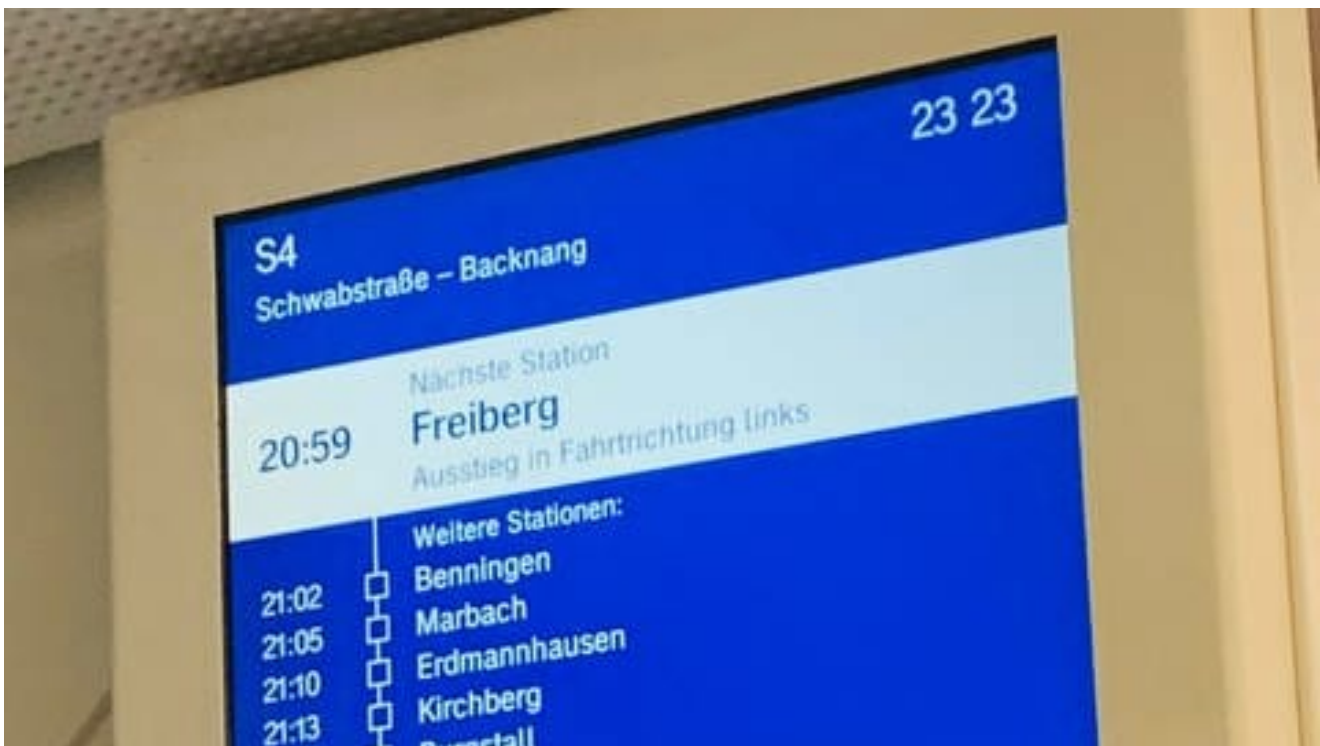 23 23
S4
Schwabstraße – Backnang
Nächste Station
20:59 Freiberg
Ausstieg in Fahrtrichtung links
Weitere Stationen:
21:02 Benningen
21:05 Marbach
21:10 Erdmannhausen
21:13 Kirchberg
Burgstall